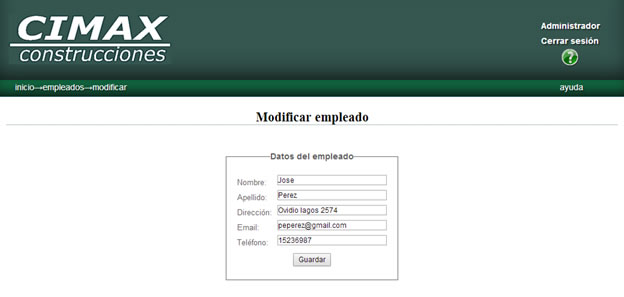 CIMAX
construcciones
Administrador
Cerrar sesión
?
inicio→empleados→modificar
ayuda
Modificar empleado
Datos del empleado
Nombre: Jose
Apellido: Perez
Dirección: Ovidio lagos 2574
Email: peperez@gmail.com
Teléfono: 15236987
Guardar